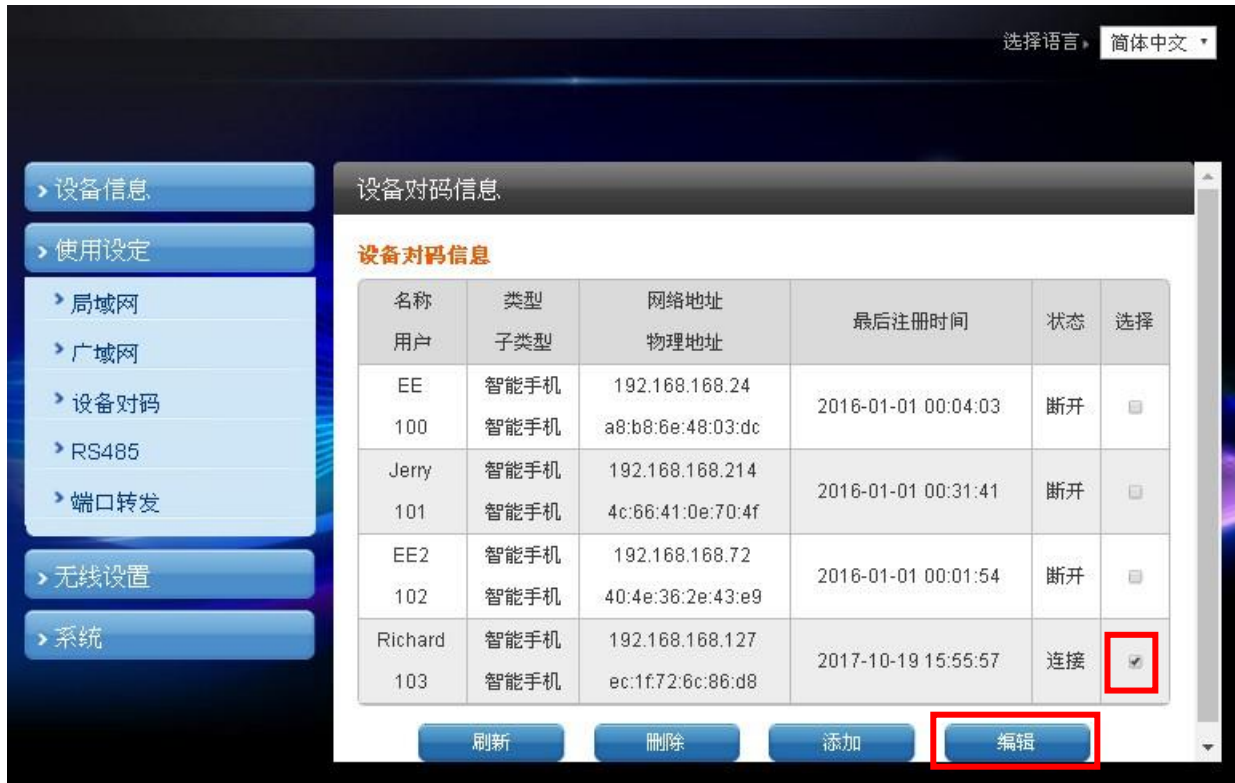 选择语言 简体中文
设备信息
使用设定
局域网
广域网
设备对码
RS485
端口转发
无线设置
系统
设备对码信息
设备对码信息
名称 类型 网络地址 最后注册时间 状态 选择
用户 子类型 物理地址
EE 智能手机 192.168.168.24 2016-01-01 00:04:03 断开
100 智能手机 a8:b8:6e:48:03:dc
Jerry 智能手机 192.168.168.214 2016-01-01 00:31:41 断开
101 智能手机 4c:66:41:0e:70:4f
EE2 智能手机 192.168.168.72 2016-01-01 00:01:54 断开
102 智能手机 40:4e:36:2e:43:e9
Richard 智能手机 192.168.168.127 2017-10-19 15:55:57 连接
103 智能手机 ec:1f:72:6c:86:d8
刷新 删除 添加 编辑